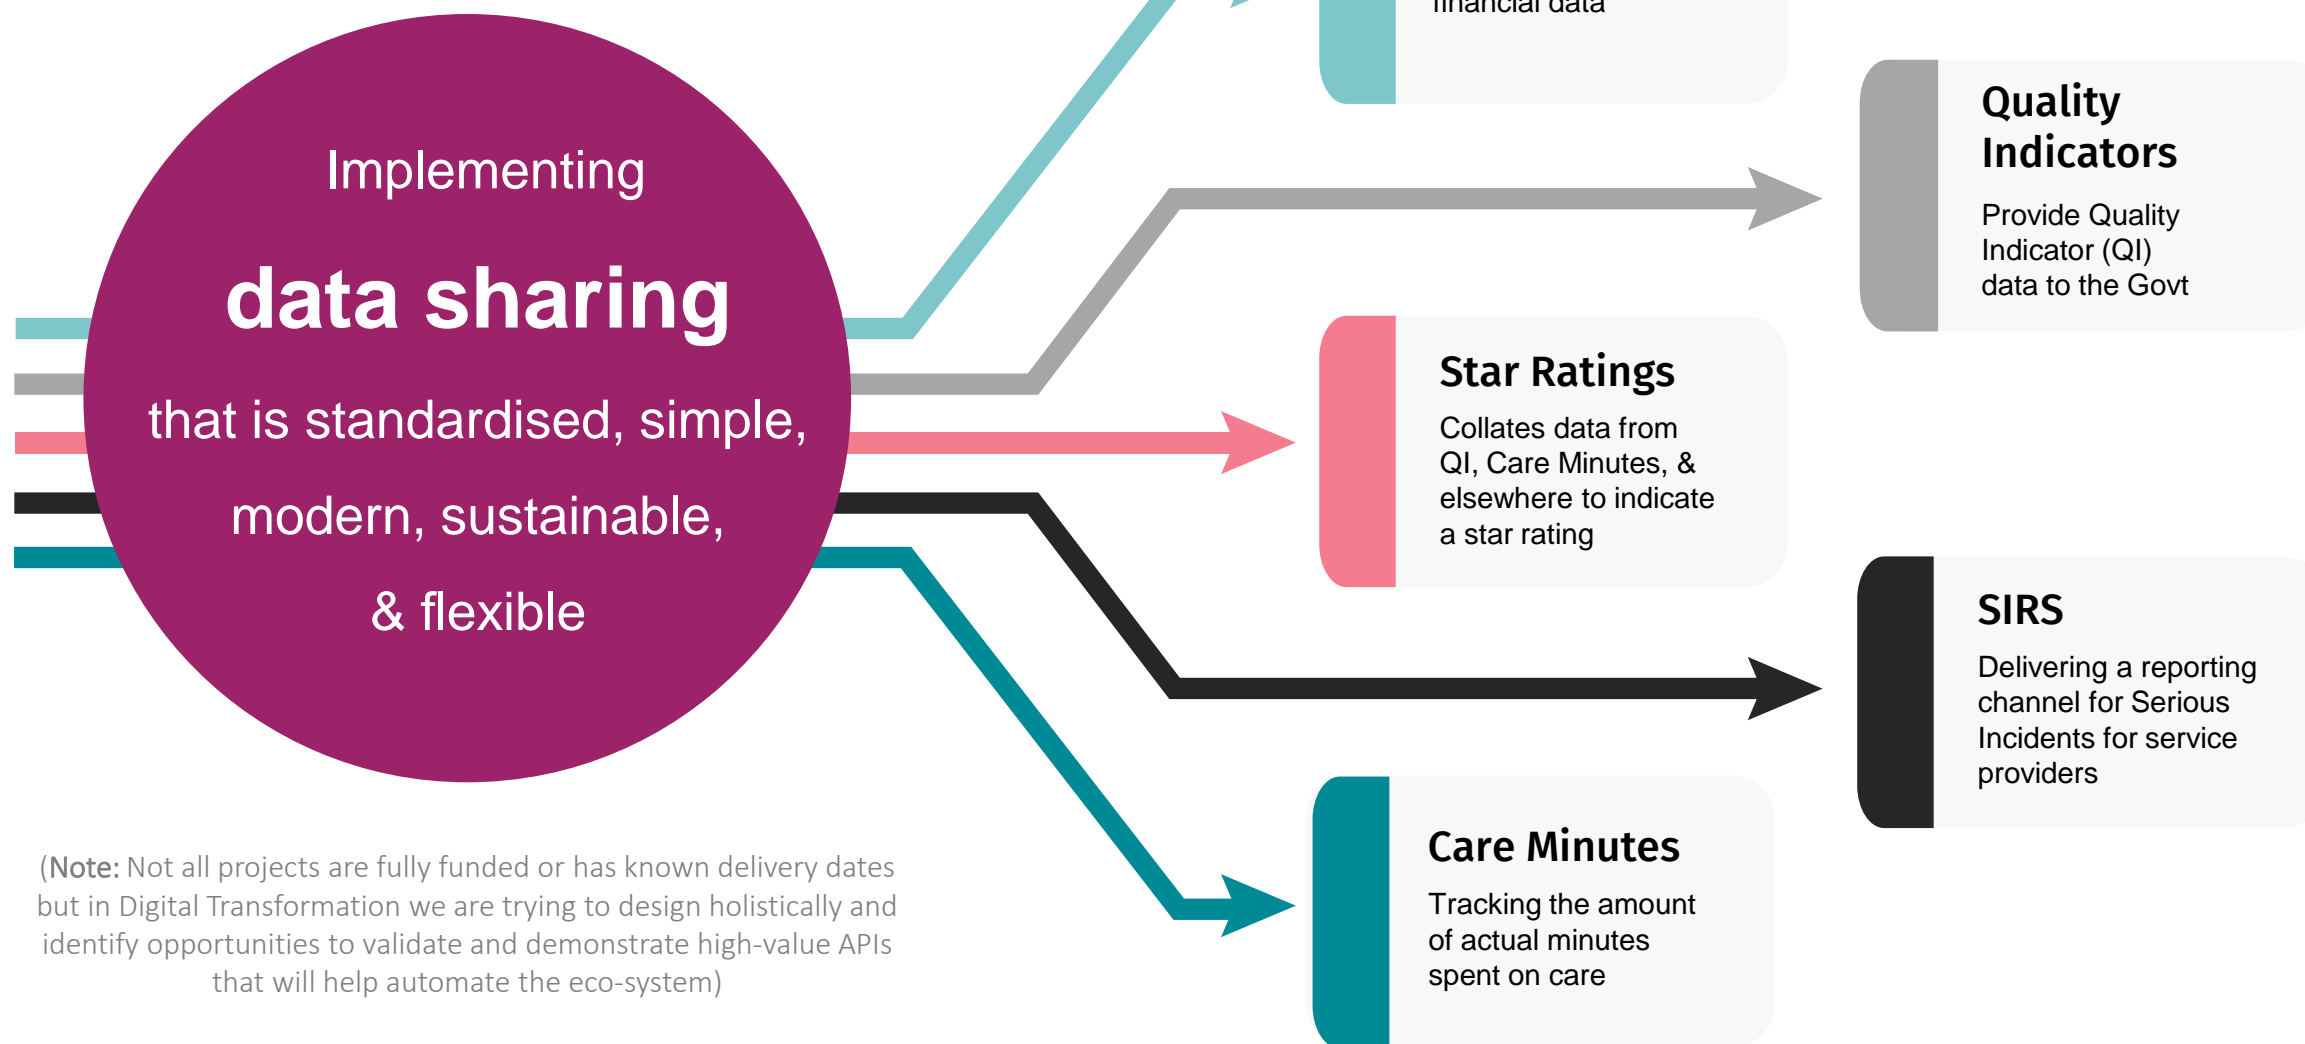 financial data
Implementing
data sharing
that is standardised, simple,
modern, sustainable,
& flexible
Quality
Indicators
Provide Quality
Indicator (QI)
data to the Govt
Star Ratings
Collates data from
QI, Care Minutes, &
elsewhere to indicate
a star rating
SIRS
Delivering a reporting
channel for Serious
Incidents for service
providers
Care Minutes
Tracking the amount
of actual minutes
spent on care
(Note: Not all projects are fully funded or has known delivery dates
but in Digital Transformation we are trying to design holistically and
identify opportunities to validate and demonstrate high-value APIs
that will help automate the eco-system)